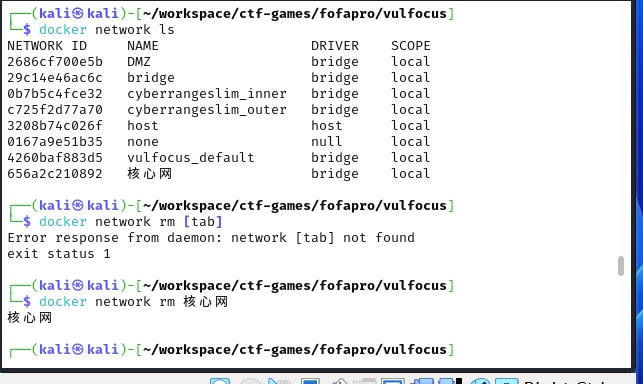 ┌──(kali㉿kali)-[~/workspace/ctf-games/fofapro/vulfocus]
└─$ docker network ls
NETWORK ID     NAME                   DRIVER    SCOPE
2686cf700e5b   DMZ                    bridge    local
29c14e46ac6c   bridge                 bridge    local
0b7b5c4fce32   cyberrangeslim_inner   bridge    local
c725f2d77a70   cyberrangeslim_outer   bridge    local
3208b74c026f   host                   host      local
0167a9e51b35   none                   null      local
4260baf883d5   vulfocus_default       bridge    local
656a2c210892   核心网                 bridge    local
┌──(kali㉿kali)-[~/workspace/ctf-games/fofapro/vulfocus]
└─$ docker network rm [tab]
Error response from daemon: network [tab] not found
exit status 1
┌──(kali㉿kali)-[~/workspace/ctf-games/fofapro/vulfocus]
└─$ docker network rm 核心网
核心网
┌──(kali㉿kali)-[~/workspace/ctf-games/fofapro/vulfocus]